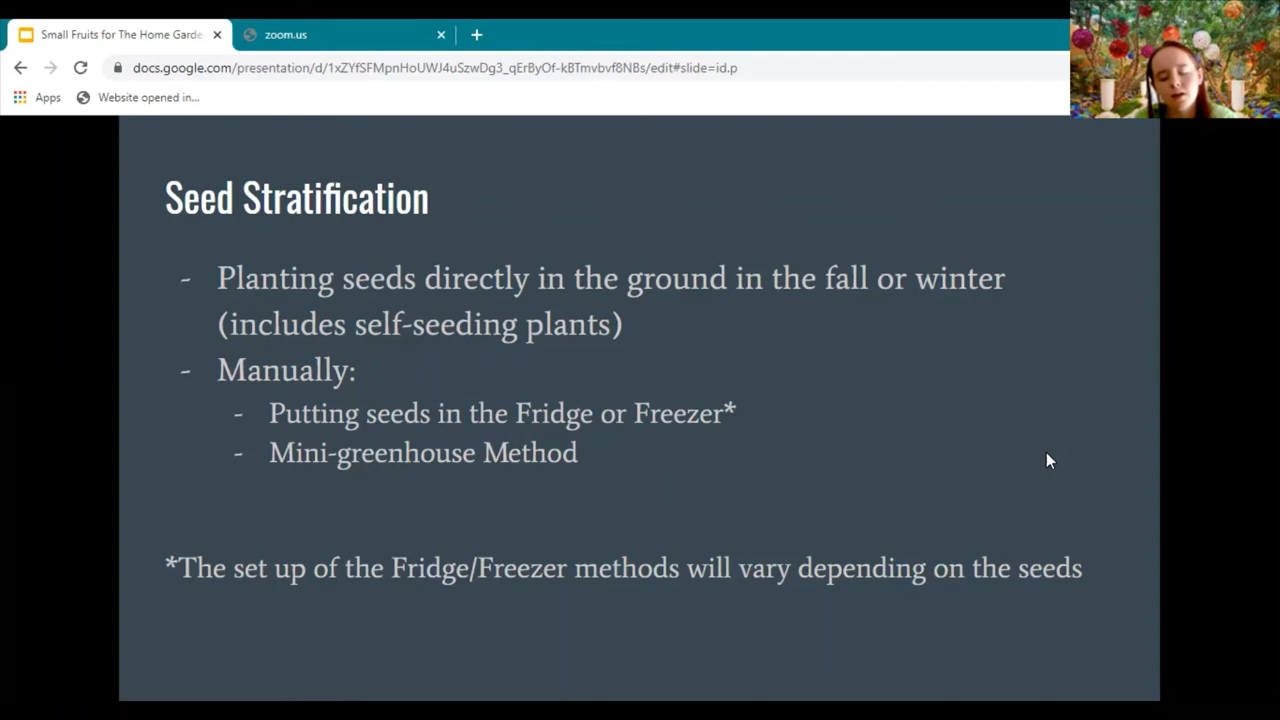 Small Fruits for The Home Garde
zoom.us
docs.google.com/presentation/d/1xZYfSFMpnHoUWJ4uSzwDg3_qErByOf-kBTmvbvf8NBs/edit#slide=id.p
Apps
Website opened in...
Seed Stratification
- Planting seeds directly in the ground in the fall or winter
(includes self-seeding plants)
- Manually:
- Putting seeds in the Fridge or Freezer*
- Mini-greenhouse Method
*The set up of the Fridge/Freezer methods will vary depending on the seeds